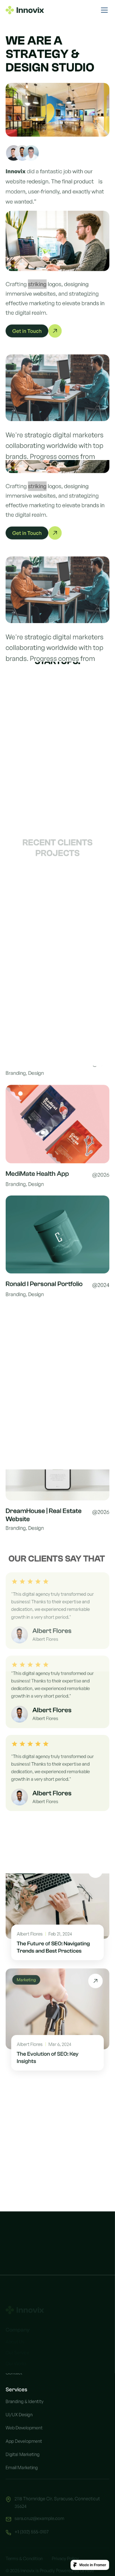 Innovix
WE ARE A
STRATEGY &
DESIGN STUDIO
Innovix did a fantastic job with our
website redesign. The final product is
modern, user-friendly, and exactly what
we wanted."
Crafting striking logos, designing
immersive websites, and strategizing
effective marketing to elevate brands in
the digital realm.
Get in Touch
We're strategic digital marketers
collaborating worldwide with top
brands. Progress comes from
Crafting striking logos, designing
immersive websites, and strategizing
effective marketing to elevate brands in
the digital realm.
Get in Touch
We're strategic digital marketers
collaborating worldwide with top
brands. Progress comes from
STARTUPS.
RECENT CLIENTS
PROJECTS
Branding, Design
MediMate Health App @2026
Branding, Design
Ronald | Personal Portfolio @2024
Branding, Design
DreamHouse | Real Estate
Website @2026
Branding, Design
OUR CLIENTS SAY THAT
"This digital agency truly transformed our
business! Thanks to their expertise and
dedication, we experienced remarkable
growth in a very short period."
Albert Flores
Albert Flores
"This digital agency truly transformed our
business! Thanks to their expertise and
dedication, we experienced remarkable
growth in a very short period."
Albert Flores
Albert Flores
"This digital agency truly transformed our
business! Thanks to their expertise and
dedication, we experienced remarkable
growth in a very short period."
Albert Flores
Albert Flores
Albert Flores Feb 21, 2024
The Future of SEO: Navigating
Trends and Best Practices
Marketing
Albert Flores Mar 6, 2024
The Evolution of SEO: Key
Insights
Innovix
Services
Branding & Identity
UI/UX Design
Web Development
App Development
Digital Marketing
Email Marketing
Made in Framer